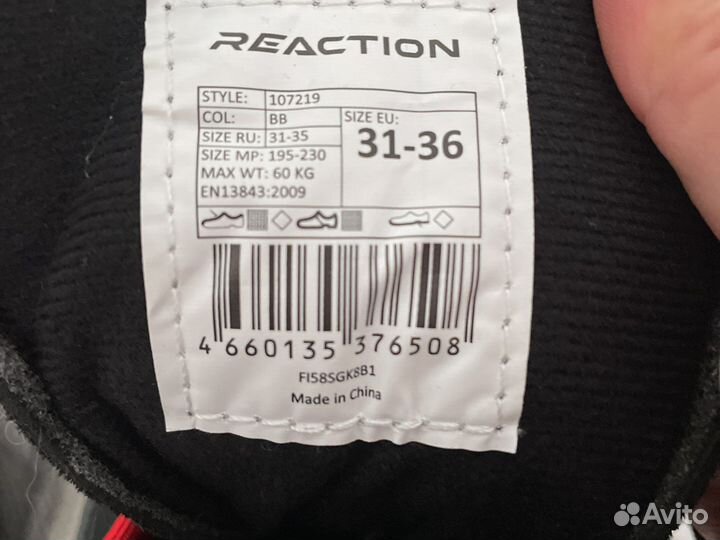 REACTION
STYLE: 107219
COL: BB
SIZE RU: 31-35
SIZE MP: 195-230
MAX WT: 60 KG
EN13843:2009
SIZE EU:
31-36
4 660135 376508
FI58SGK8B1
Made in China
Avito